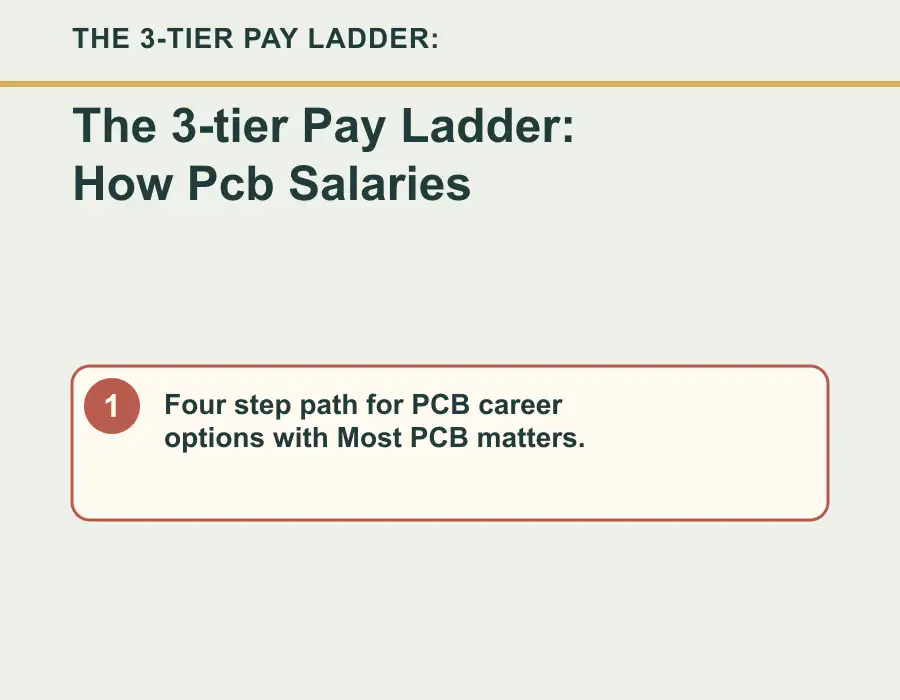 THE 3-TIER PAY LADDER:
The 3-tier Pay Ladder:
How Pcb Salaries
1
Four step path for PCB career
options with Most PCB matters.